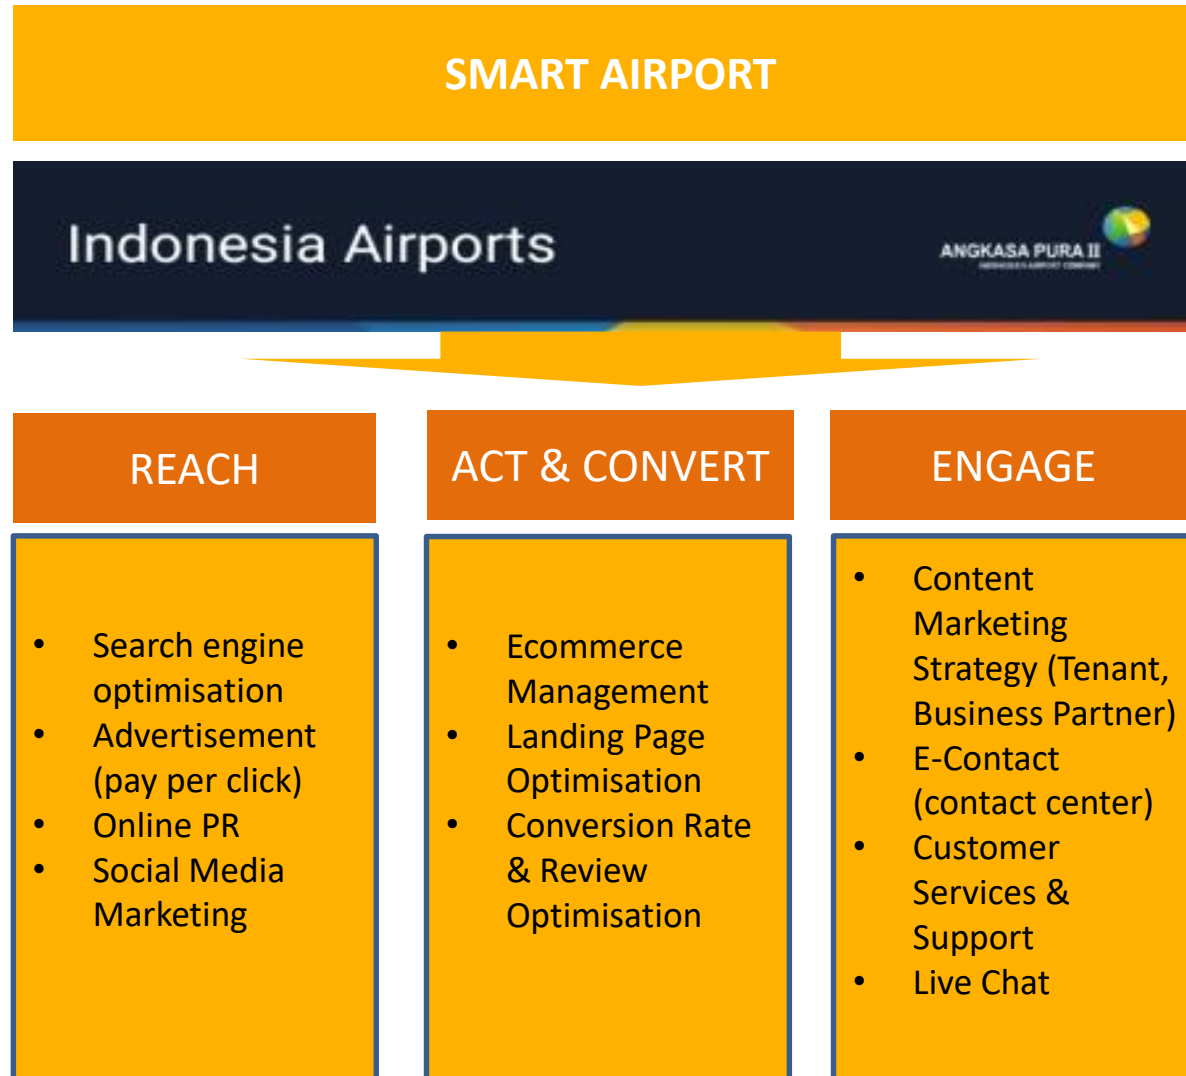 SMART AIRPORT
Indonesia Airports
ANGKASA PURA II
REACH
• Search engine
optimisation
• Advertisement
(pay per click)
• Online PR
• Social Media
Marketing
ACT & CONVERT
• Ecommerce
Management
• Landing Page
Optimisation
• Conversion Rate
& Review
Optimisation
ENGAGE
• Content
Marketing
Strategy (Tenant,
Business Partner)
• E-Contact
(contact center)
• Customer
Services &
Support
• Live Chat